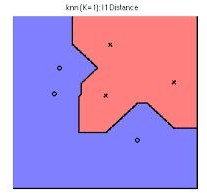 knn (K=1): l1 Distance